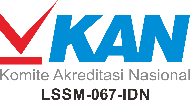 KAN
Komite Akreditasi Nasional
LSSM-067-IDN